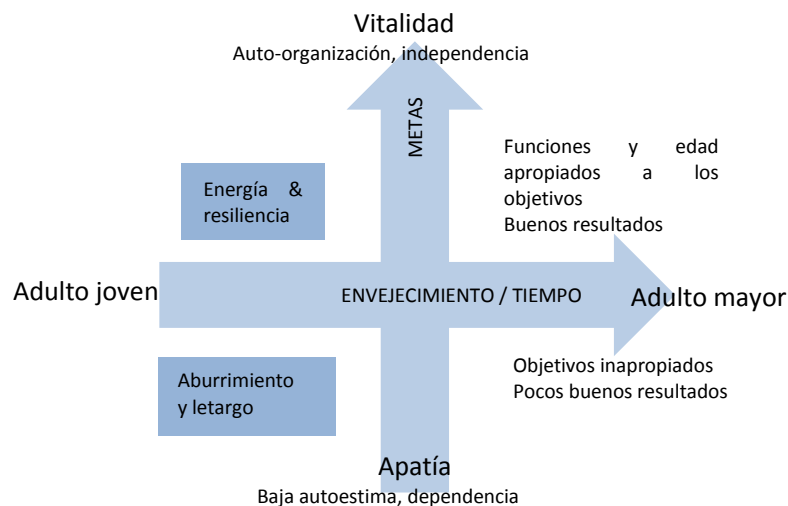 Vitalidad
Auto-organización, independencia
METAS
Funciones y edad
apropiados a los
objetivos
Buenos resultados
Energía &
resiliencia
Adulto joven
ENVEJECIMIENTO / TIEMPO
Adulto mayor
Aburrimiento
y letargo
Objetivos inapropiados
Pocos buenos resultados
Apatía
Baja autoestima, dependencia